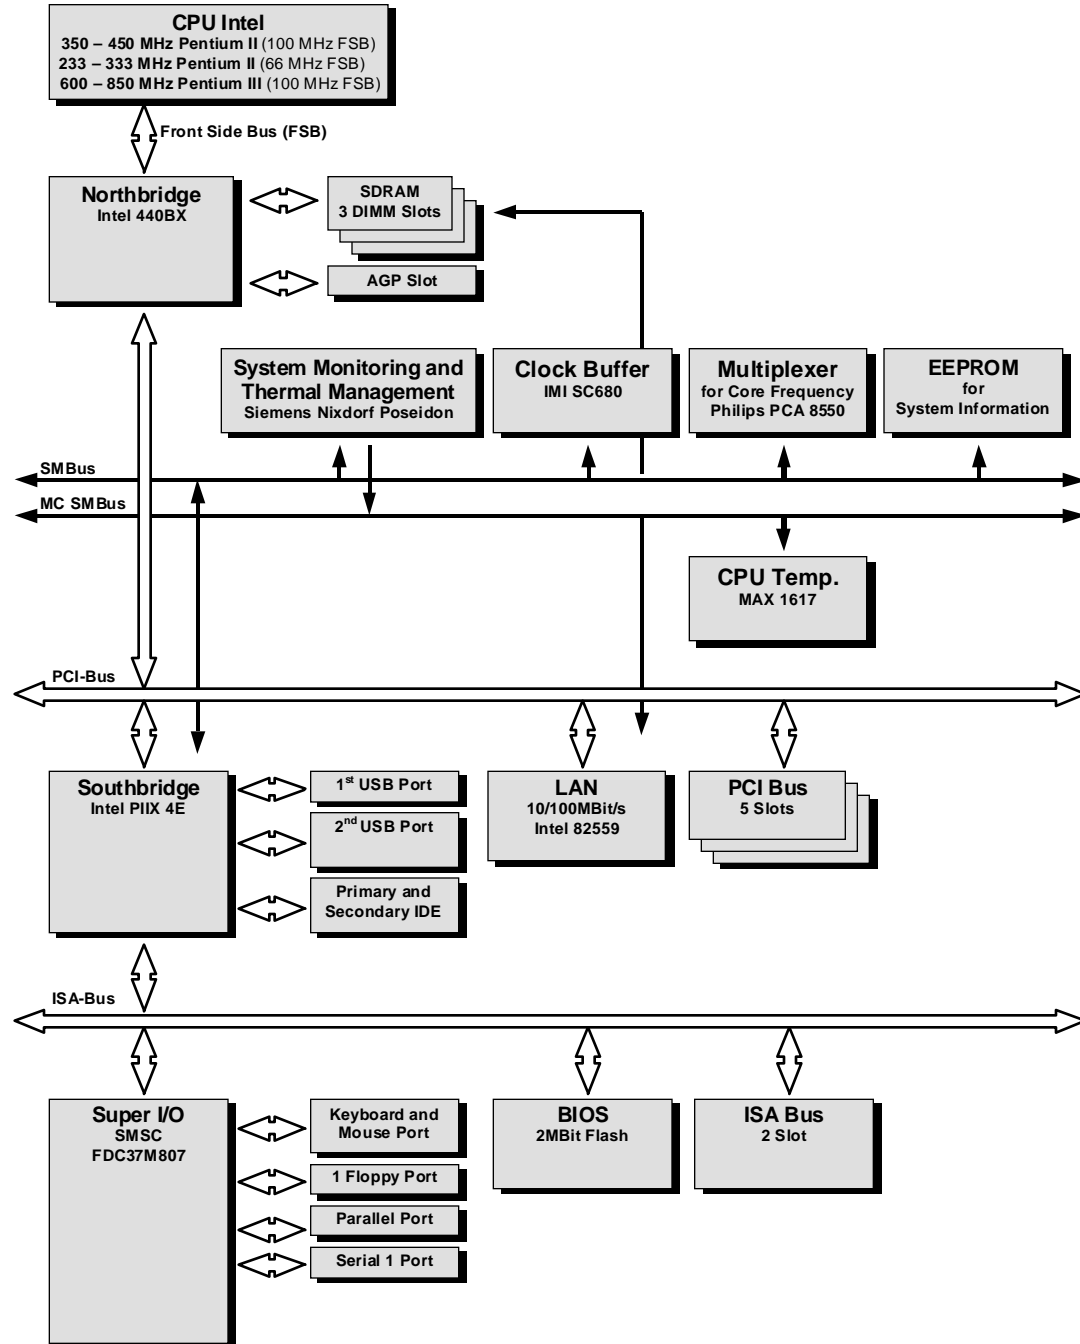 CPU Intel
350 – 450 MHz Pentium II (100 MHz FSB)
233 – 333 MHz Pentium II (66 MHz FSB)
600 – 850 MHz Pentium III (100 MHz FSB)
Front Side Bus (FSB)
Northbridge
Intel 440BX
SDRAM
3 DIMM Slots
AGP Slot
System Monitoring and
Thermal Management
Siemens Nixdorf Poseidon
Clock Buffer
IMI SC680
Multiplexer
for Core Frequency
Philips PCA 8550
EEPROM
for
System Information
SMBus
MC SMBus
CPU Temp.
MAX 1617
PCI-Bus
Southbridge
Intel PIIX 4E
1st USB Port
2nd USB Port
Primary and
Secondary IDE
LAN
10/100MBit/s
Intel 82559
PCI Bus
5 Slots
ISA-Bus
Super I/O
SMSC
FDC37M807
Keyboard and
Mouse Port
1 Floppy Port
Parallel Port
Serial 1 Port
BIOS
2MBit Flash
ISA Bus
2 Slot